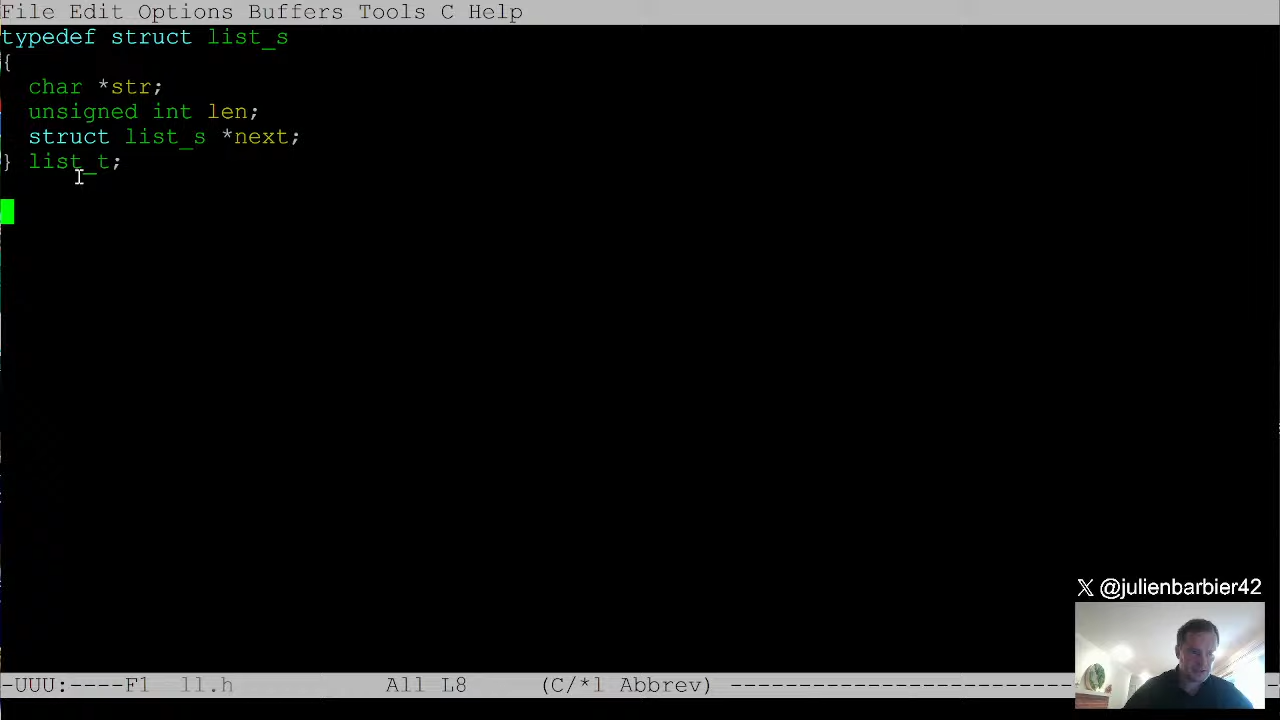 File Edit Options Buffers Tools C Help
typedef struct list_s
{
  char *str;
  unsigned int len;
  struct list_s *next;
} list_t;
𝕏 @julienbarbier42
-UUU:----F1  ll.h           All L8     (C/*l Abbrev) ------------------------